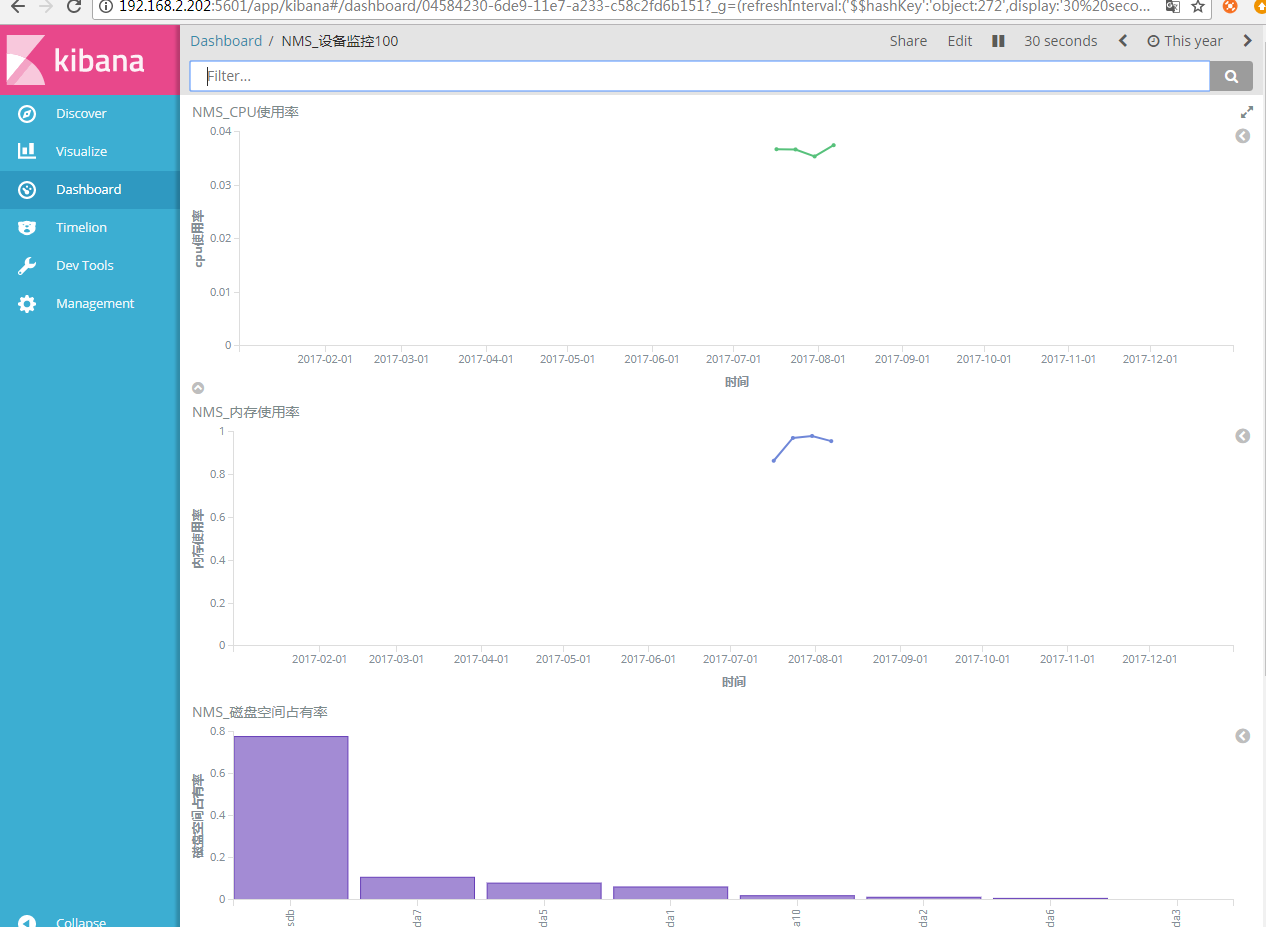 192.168.2.202:5601/app/kibana#/dashboard/04584230-6de9-11e7-a233-c58c2fd6b151?_g=(refreshInterval:('$$hashKey':'object:272',display:'30%20seco...
kibana
Discover
Visualize
Dashboard
Timelion
Dev Tools
Management
Collapse
Dashboard / NMS_设备监控100
Share Edit 30 seconds This year
Filter...
NMS_CPU使用率
cpu使用率
0.04
0.03
0.02
0.01
0
2017-02-01 2017-03-01 2017-04-01 2017-05-01 2017-06-01 2017-07-01 2017-08-01 2017-09-01 2017-10-01 2017-11-01 2017-12-01
时间
NMS_内存使用率
内存使用率
1
0.8
0.6
0.4
0.2
0
2017-02-01 2017-03-01 2017-04-01 2017-05-01 2017-06-01 2017-07-01 2017-08-01 2017-09-01 2017-10-01 2017-11-01 2017-12-01
时间
NMS_磁盘空间占有率
磁盘空间占有率
0.8
0.6
0.4
0.2
0
sdb da7 da5 da1 a10 da2 da6 da3